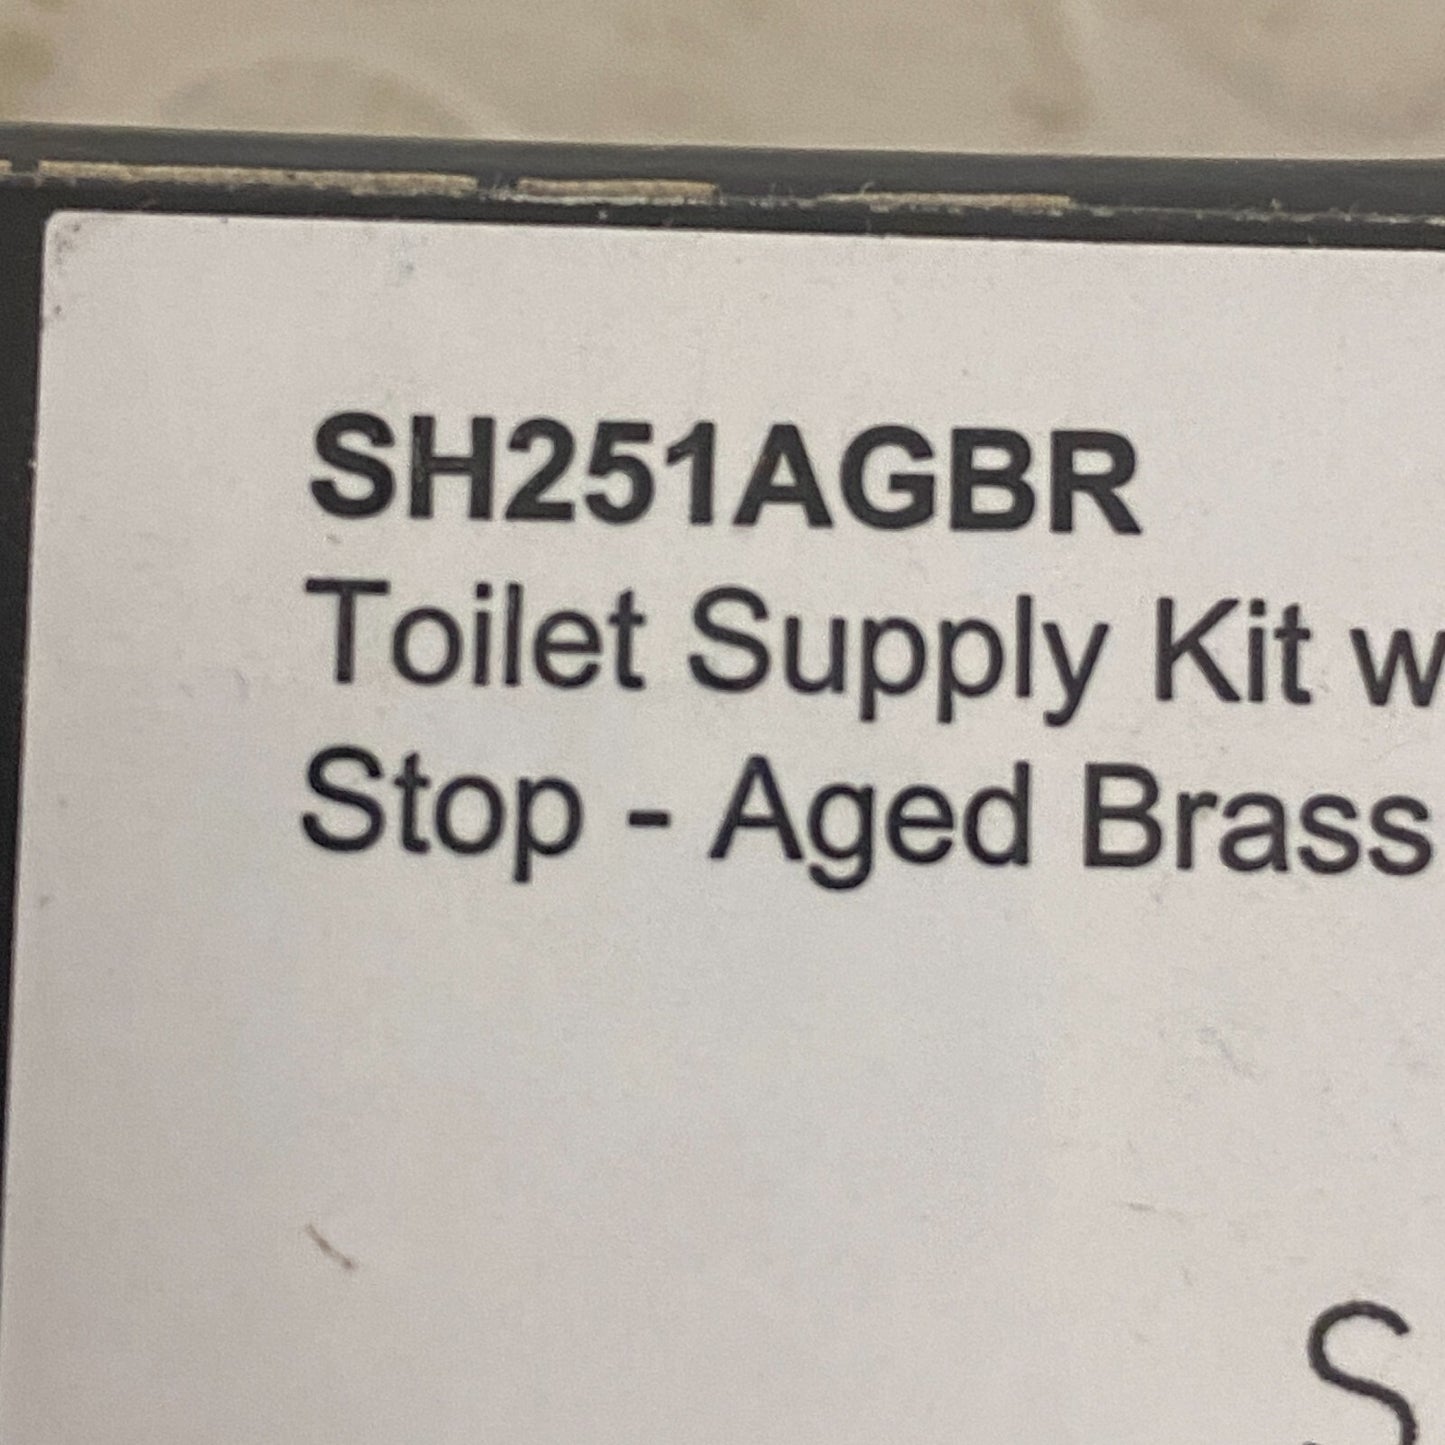 SH251AGBR
Toilet Supply Kit w
Stop - Aged Brass
S